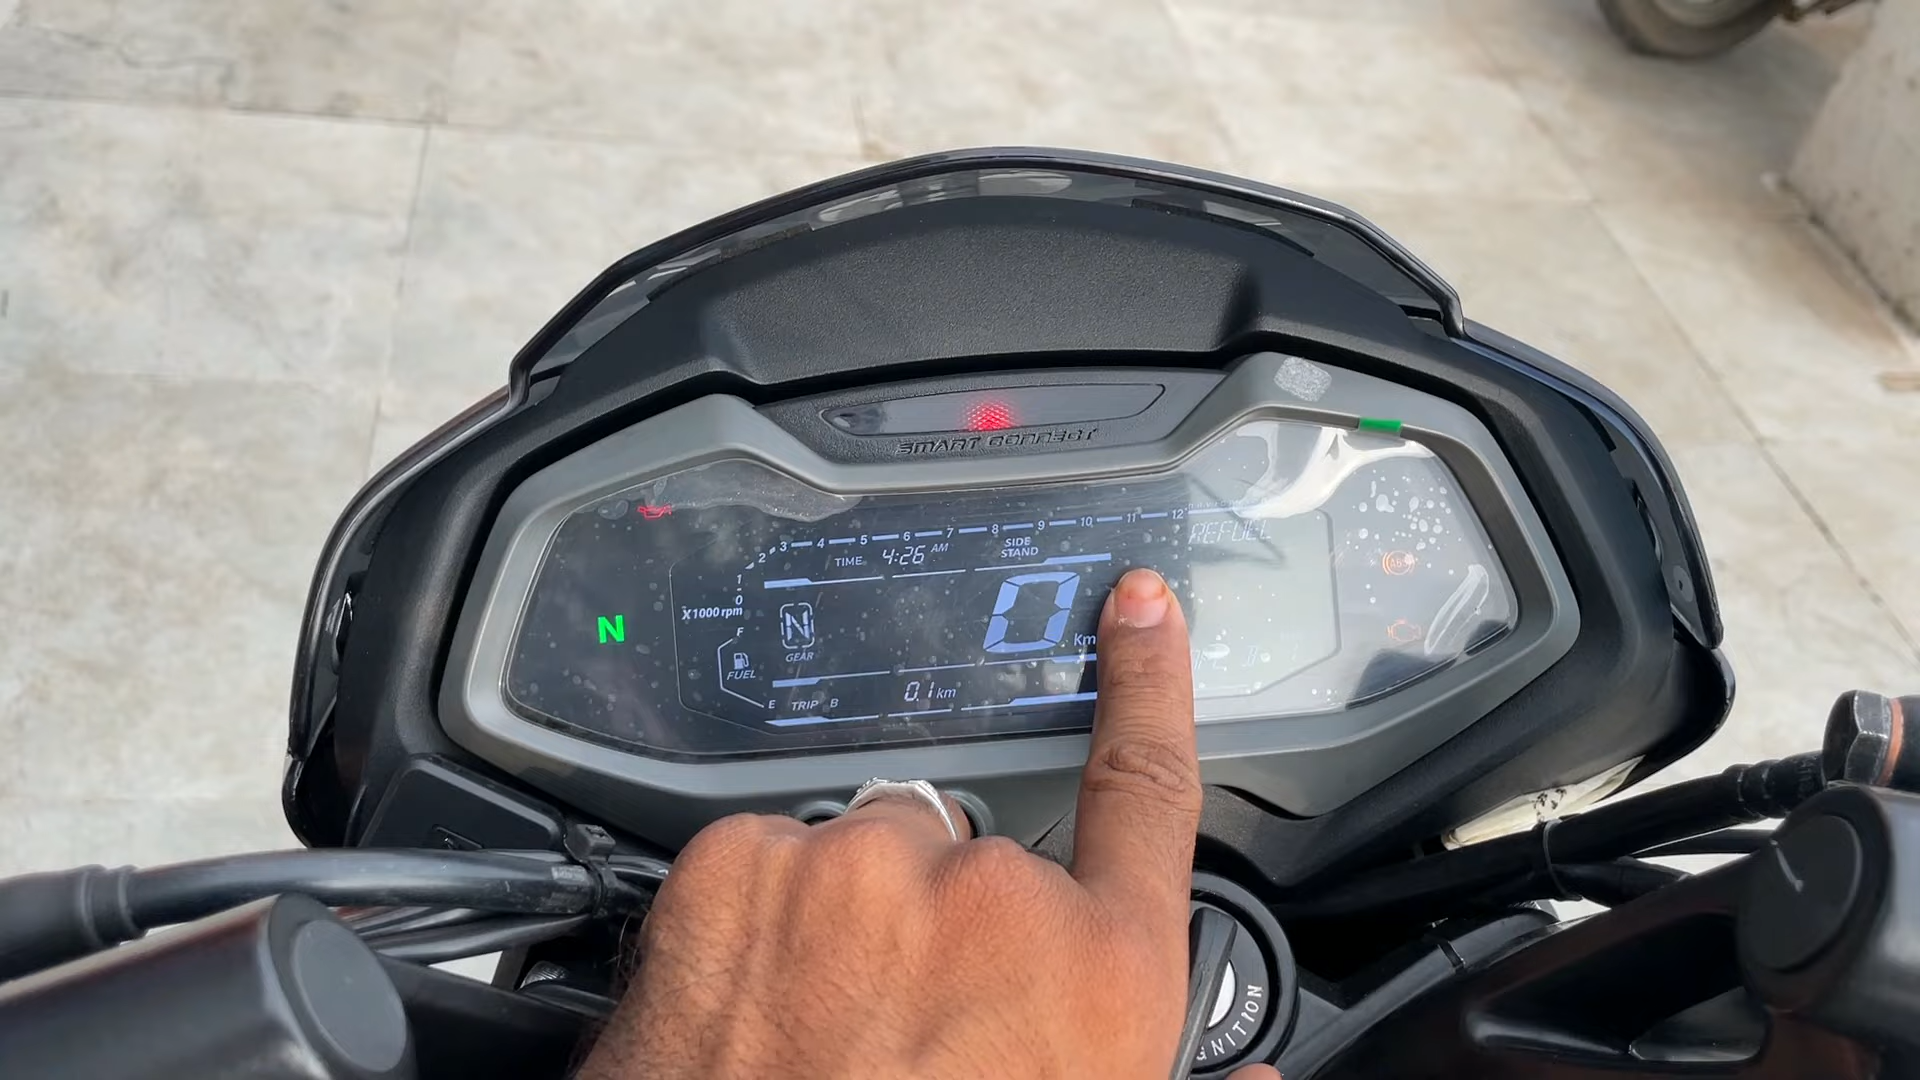 SMART CONNECT
0 1 2 3 4 5 6 7 8 9 10 11 12
TIME 4:26 AM
SIDE
STAND
REFUEL
X1000 rpm
N
N
GEAR
0
km
F
FUEL
E
TRIP B 0.1 km
ABS
IGNITION